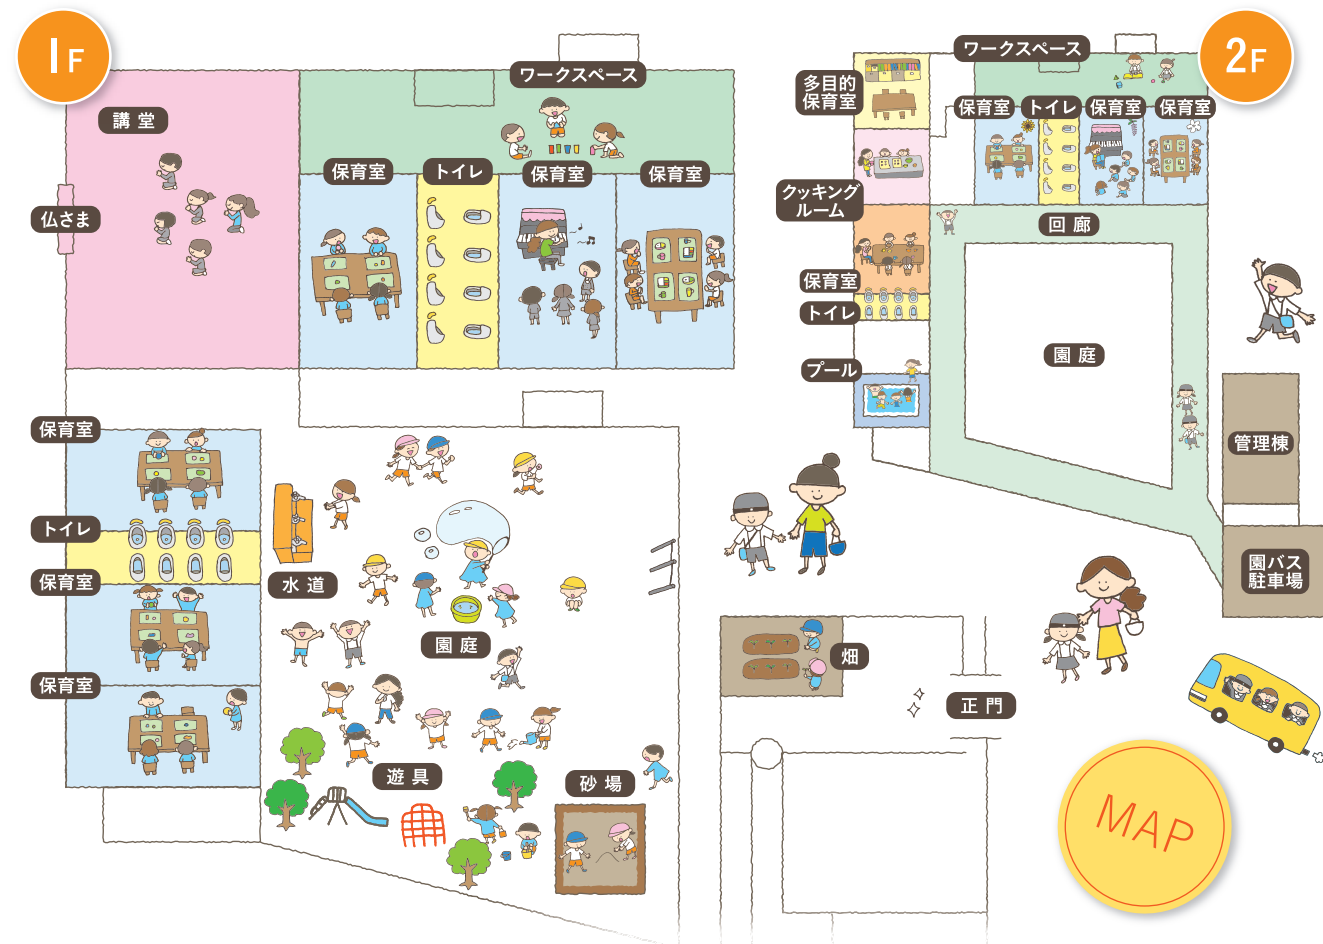 1F
ワークスペース
講堂
保育室
トイレ
保育室
保育室
仏さま
保育室
トイレ
保育室
保育室
水道
園庭
遊具
砂場
2F
ワークスペース
多目的
保育室
保育室
トイレ
保育室
保育室
クッキング
ルーム
回廊
保育室
トイレ
園庭
プール
管理棟
園バス
駐車場
畑
正門
MAP